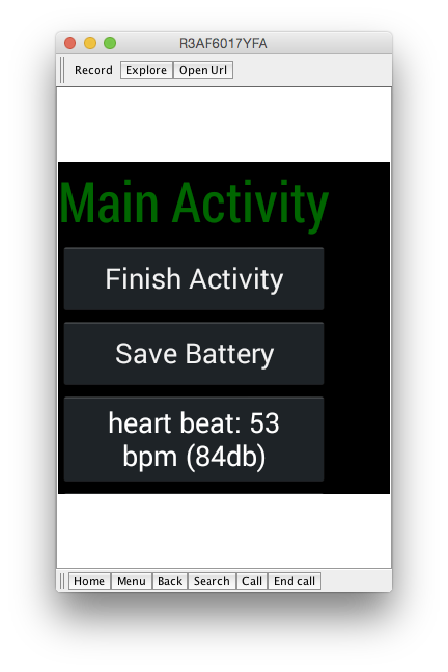 R3AF6017YFA
Record Explore Open Url
Main Activity
Finish Activity
Save Battery
heart beat: 53
bpm (84db)
Home Menu Back Search Call End call